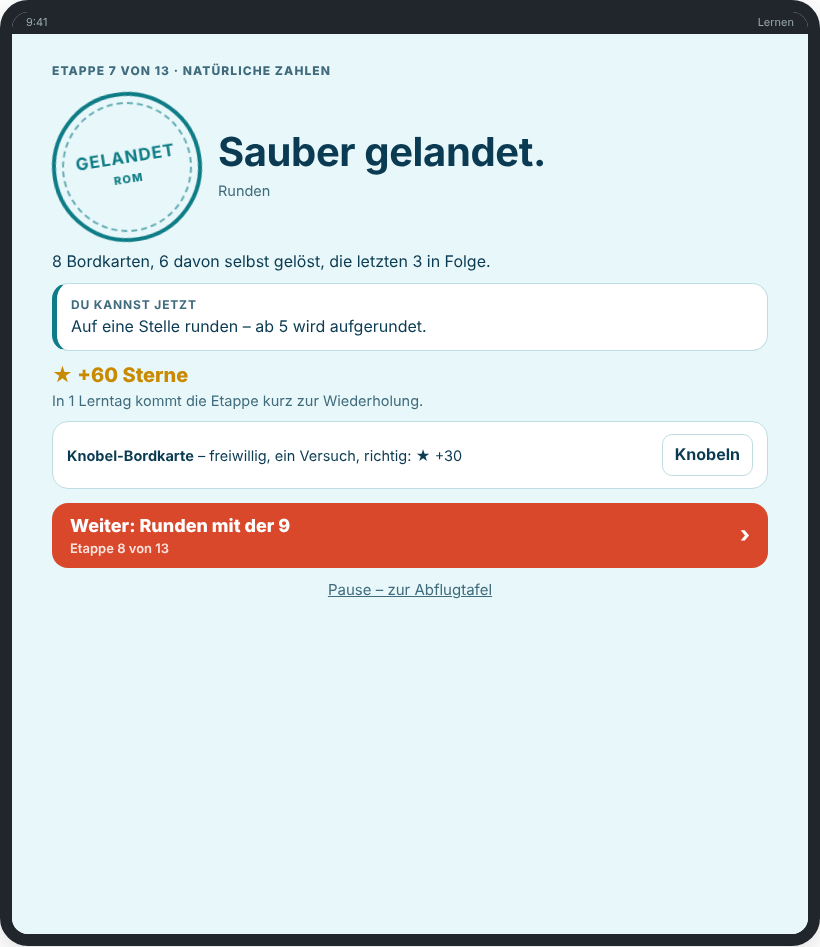 9:41
Lernen
ETAPPE 7 VON 13 · NATÜRLICHE ZAHLEN
GELANDET
ROM
Sauber gelandet.
Runden
8 Bordkarten, 6 davon selbst gelöst, die letzten 3 in Folge.
DU KANNST JETZT
Auf eine Stelle runden – ab 5 wird aufgerundet.
★ +60 Sterne
In 1 Lerntag kommt die Etappe kurz zur Wiederholung.
Knobel-Bordkarte – freiwillig, ein Versuch, richtig: ★ +30
Knobeln
Weiter: Runden mit der 9
Etappe 8 von 13
›
Pause – zur Abflugtafel